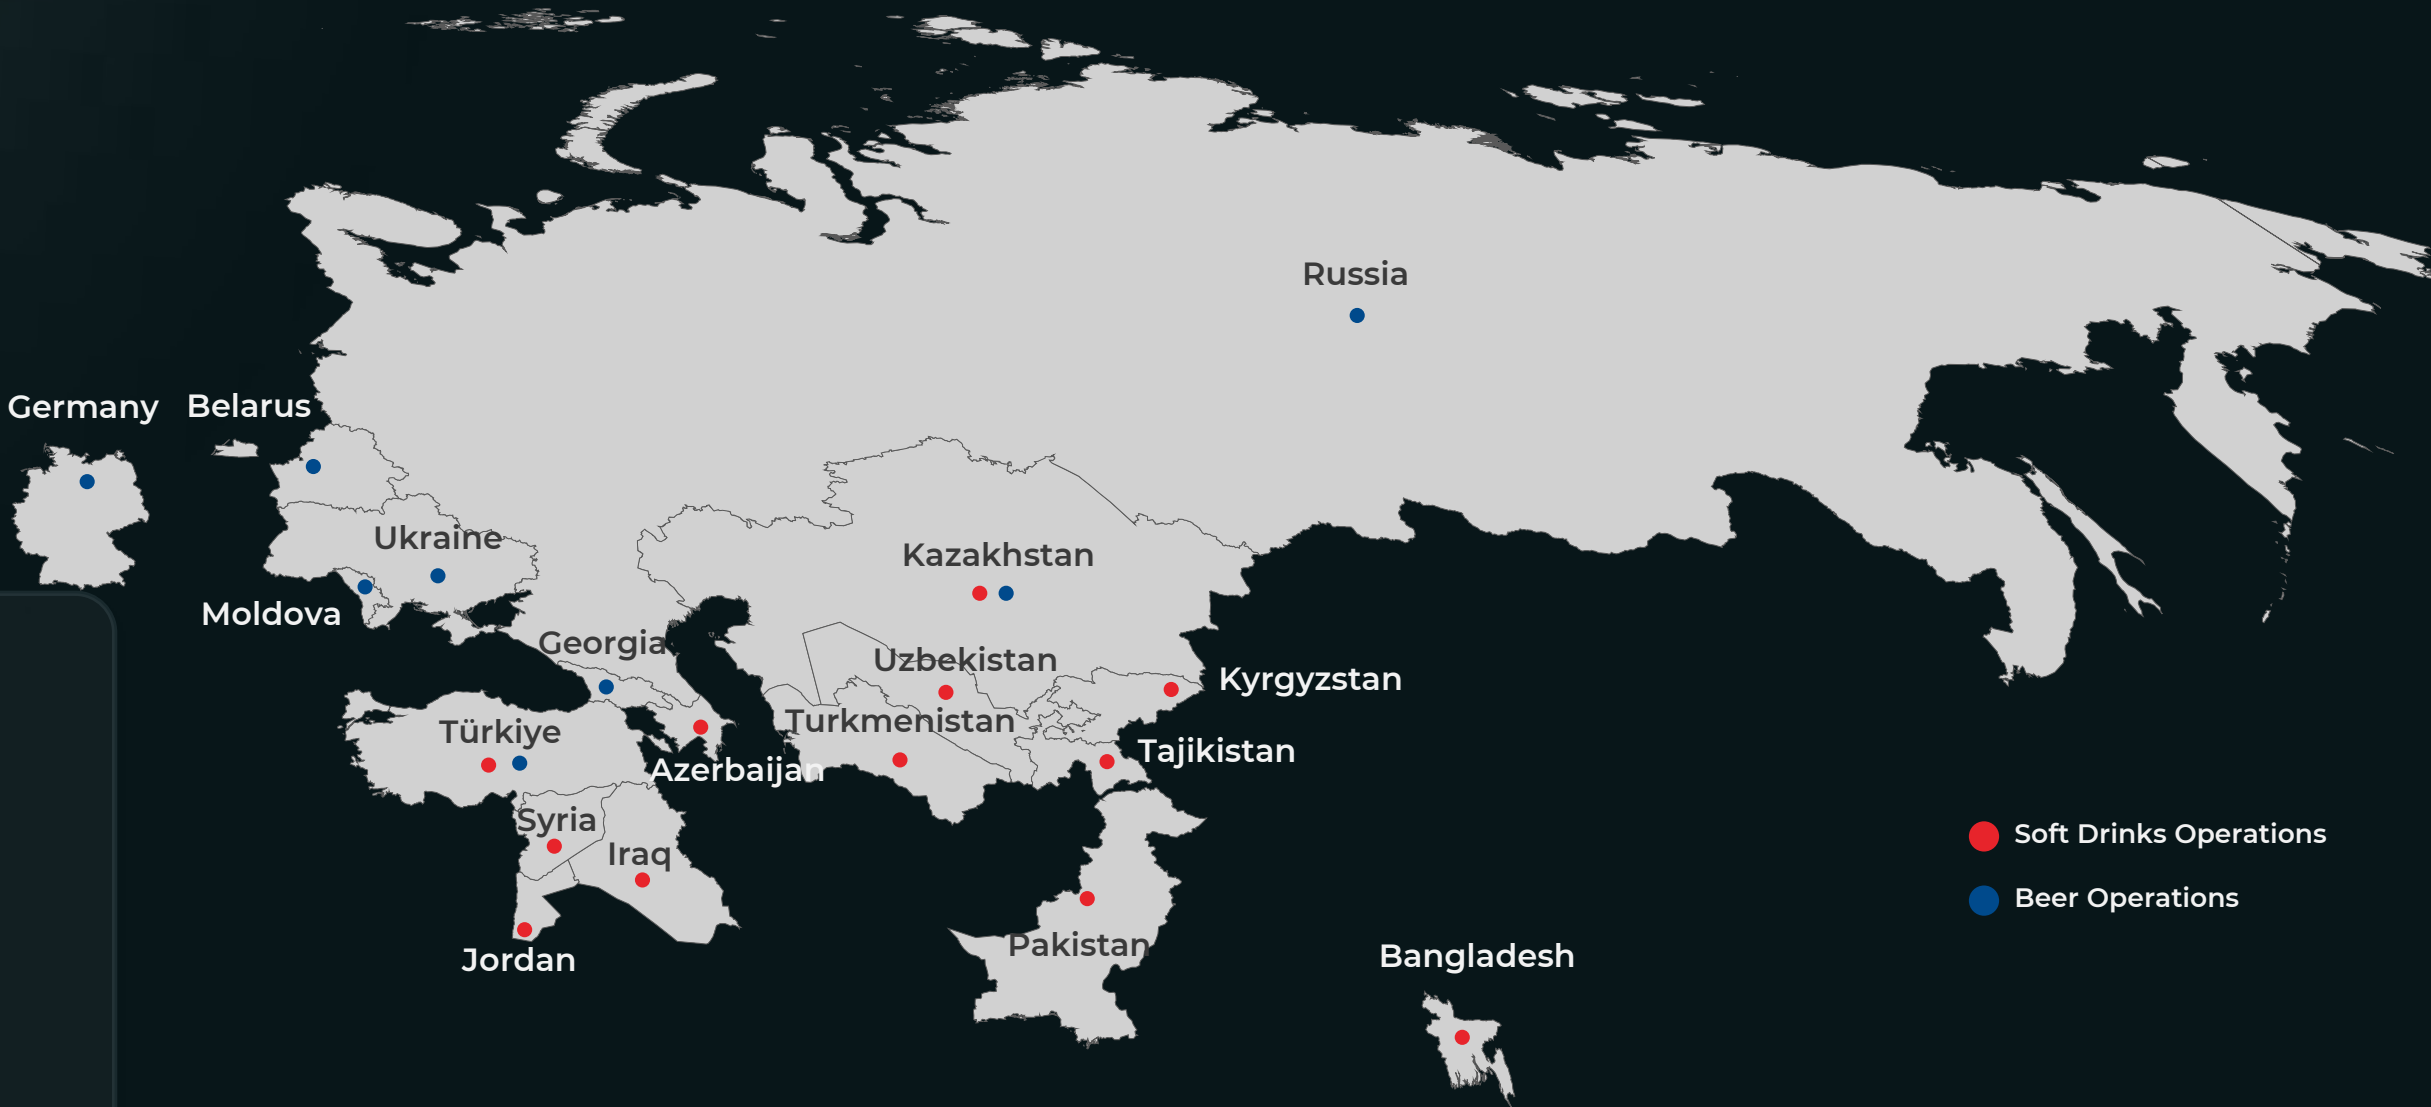 Russia
Germany
Belarus
Ukraine
Kazakhstan
Moldova
Georgia
Uzbekistan
Kyrgyzstan
Turkmenistan
Türkiye
Tajikistan
Azerbaijan
Syria
Soft Drinks Operations
Iraq
Beer Operations
Pakistan
Bangladesh
Jordan